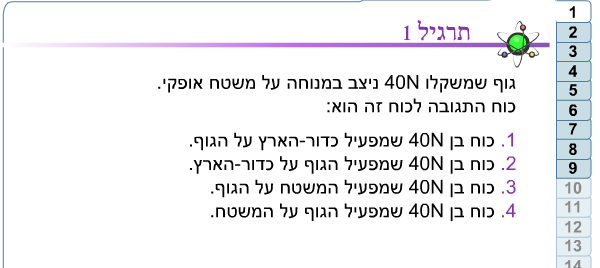 תרגיל 1
גוף שמשקלו 40N ניצב במנוחה על משטח אופקי.
כוח התגובה לכוח זה הוא:
1. כוח בן 40N שמפעיל כדור-הארץ על הגוף.
2. כוח בן 40N שמפעיל הגוף על כדור-הארץ.
3. כוח בן 40N שמפעיל המשטח על הגוף.
4. כוח בן 40N שמפעיל הגוף על המשטח.
1
2
3
4
5
6
7
8
9
10
11
12
13
14